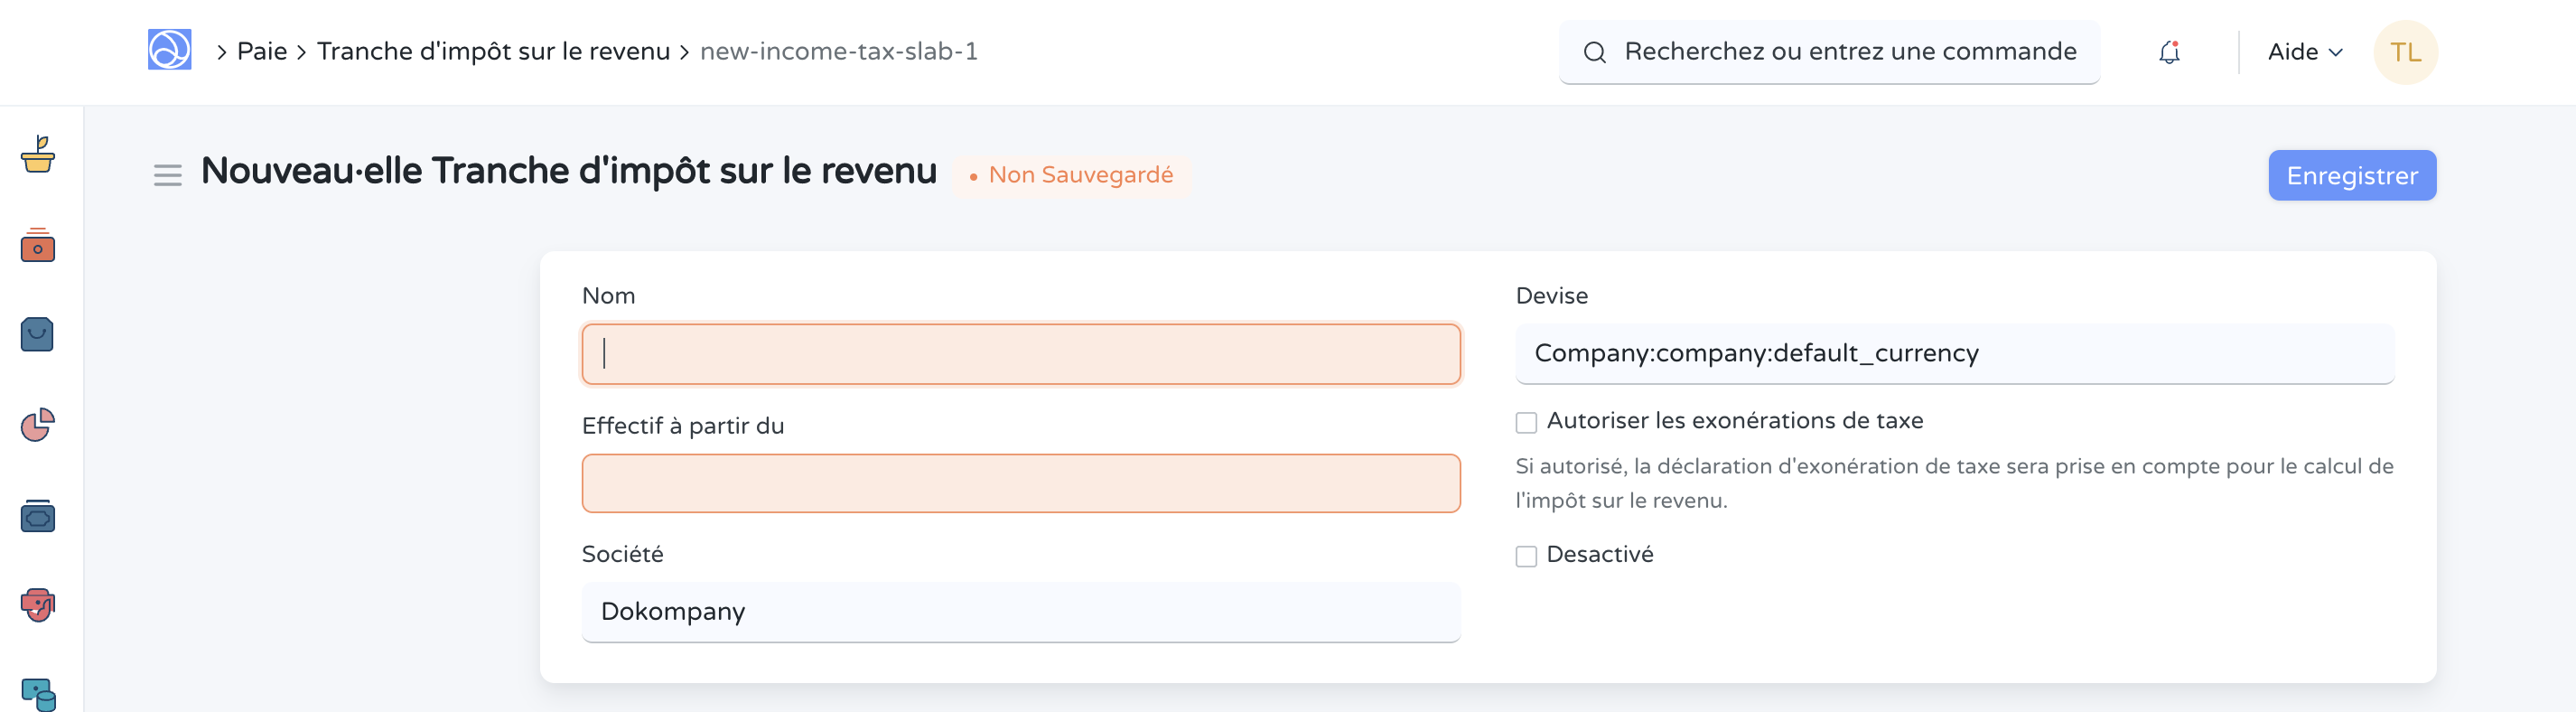 Paie Tranche d'impôt sur le revenu new-income-tax-slab-1
Recherchez ou entrez une commande
Aide
TL
Nouveau·elle Tranche d'impôt sur le revenu
Non Sauvegardé
Enregistrer
Nom
Effectif à partir du
Société
Dokompany
Devise
Company:company:default_currency
Autoriser les exonérations de taxe
Si autorisé, la déclaration d'exonération de taxe sera prise en compte pour le calcul de
l'impôt sur le revenu.
Desactivé